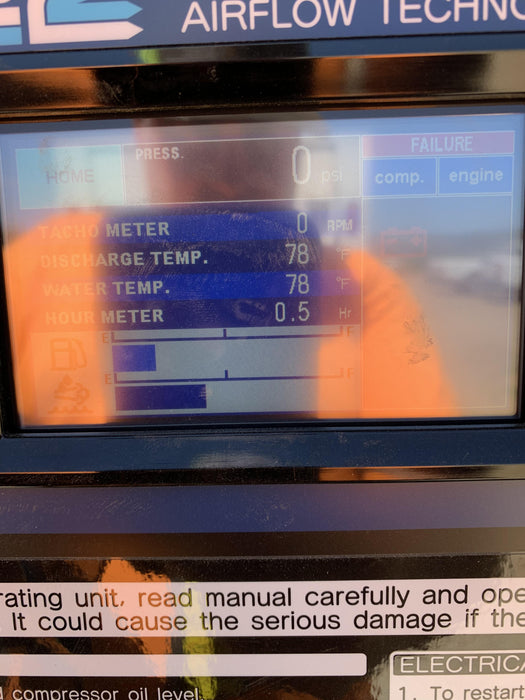 AIRFLOW TECHNO
HOME
PRESS.
0 psi
FAILURE
comp. engine
TACHO METER 0 RPM
DISCHARGE TEMP. 78 °F
WATER TEMP. 78 °F
HOUR METER 0.5 Hr
E F
E F
rating unit, read manual carefully and ope
It could cause the serious damage if the
compressor oil level
ELECTRICA
1. To restart